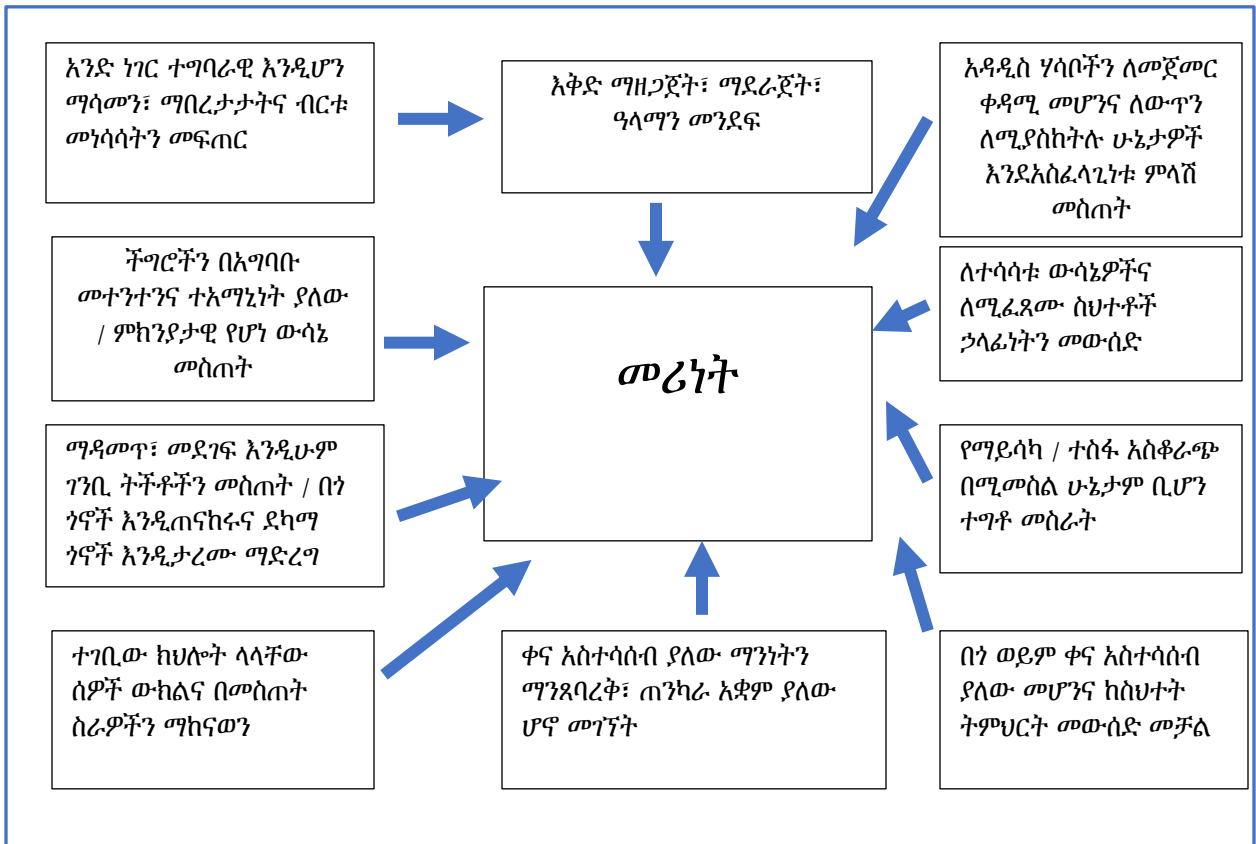 አንድ ነገር ተግባራዊ እንዲሆን
ማሳመን፣ ማበረታታትና ብርቱ
መነሳሳትን መፍጠር
እቅድ ማዘጋጀት፣ ማደራጀት፣
ዓላማን መንደፍ
አዳዲስ ሃሳቦችን ለመጀመር
ቀዳሚ መሆንና ለውጥን
ለሚያስከትሉ ሁኔታዎች
እንደአስፈላጊነቱ ምላሽ
መስጠት
ችግሮችን በአግባቡ
መተንተንና ተአማኒነት ያለው
/ ምክንያታዊ የሆነ ውሳኔ
መስጠት
መሪነት
ለተሳሳቱ ውሳኔዎችና
ለሚፈጸሙ ስህተቶች
ኃላፊነትን መውሰድ
ማዳመጥ፣ መደገፍ እንዲሁም
ገንቢ ትችቶችን መስጠት / በጎ
ጎኖች እንዲጠናከሩና ደካማ
ጎኖች እንዲታረሙ ማድረግ
የማይሳካ / ተስፋ አስቆራጭ
በሚመስል ሁኔታም ቢሆን
ተግቶ መስራት
ተገቢው ክህሎት ላላቸው
ሰዎች ውክልና በመስጠት
ስራዎችን ማከናወን
ቀና አስተሳሰብ ያለው ማንነትን
ማንጸባረቅ፣ ጠንካራ አቋም ያለው
ሆኖ መገኘት
በጎ ወይም ቀና አስተሳሰብ
ያለው መሆንና ከስህተት
ትምህርት መውሰድ መቻል